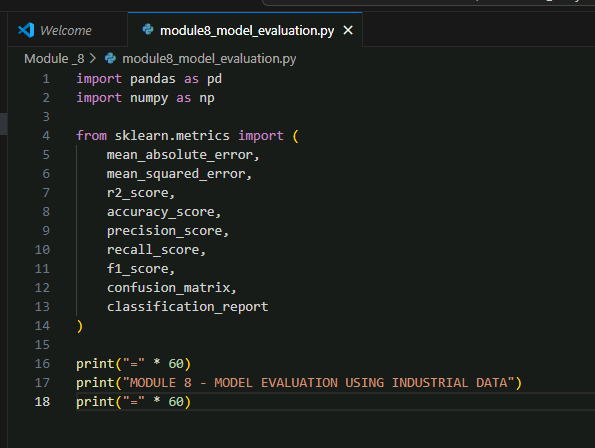 Welcome
module8_model_evaluation.py
Module _8 > module8_model_evaluation.py
1 import pandas as pd
2 import numpy as np
3
4 from sklearn.metrics import (
5     mean_absolute_error,
6     mean_squared_error,
7     r2_score,
8     accuracy_score,
9     precision_score,
10     recall_score,
11     f1_score,
12     confusion_matrix,
13     classification_report
14 )
15
16 print("=" * 60)
17 print("MODULE 8 - MODEL EVALUATION USING INDUSTRIAL DATA")
18 print("=" * 60)